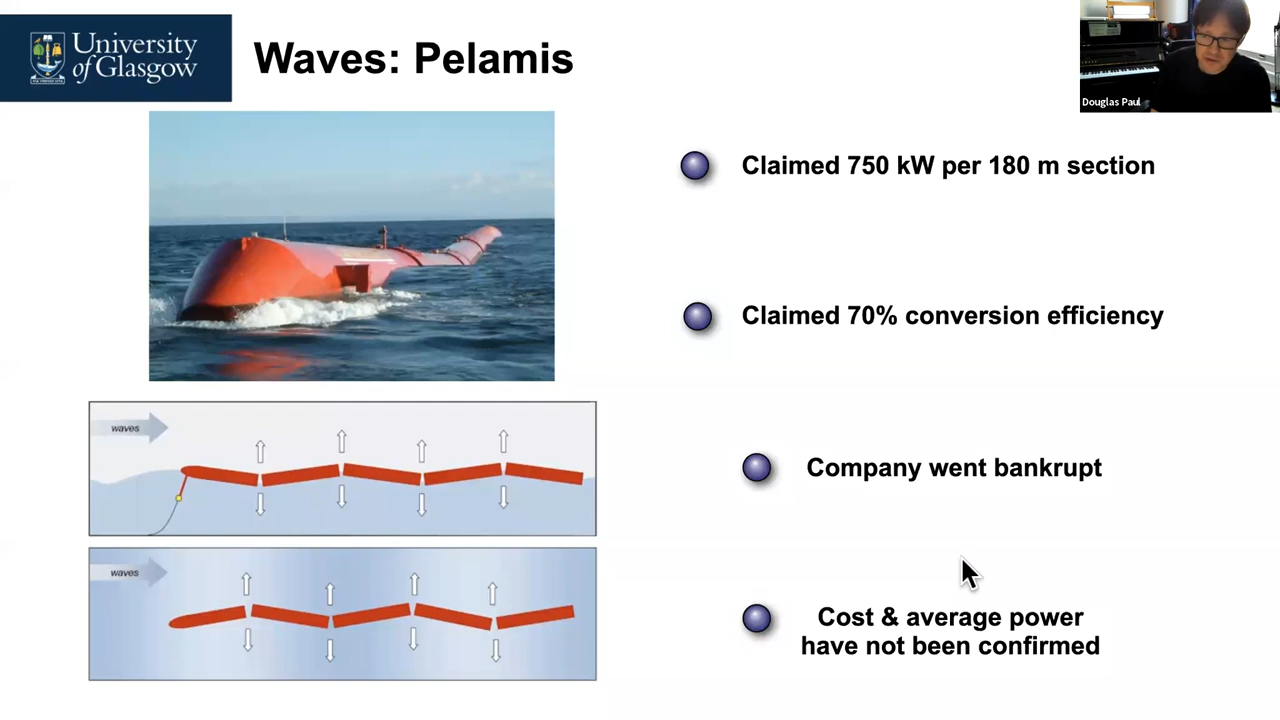 University
of Glasgow
Waves: Pelamis
Douglas Paul
Claimed 750 kW per 180 m section
Claimed 70% conversion efficiency
waves
Company went bankrupt
waves
Cost & average power
have not been confirmed